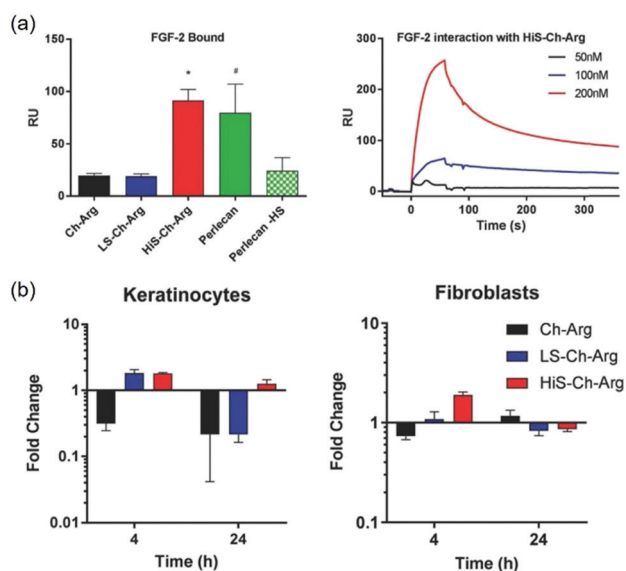 (a)
FGF-2 Bound
RU
150
100
50
0
Ch-Arg
LS-Ch-Arg
HiS-Ch-Arg
Perlecan
Perlecan -HS
*
#
FGF-2 interaction with HiS-Ch-Arg
RU
300
200
100
0
0
100
200
300
Time (s)
50nM
100nM
200nM
(b)
Keratinocytes
Fold Change
10
1
0.1
0.01
4
24
Time (h)
Fibroblasts
Fold Change
10
1
0.1
4
24
Time (h)
Ch-Arg
LS-Ch-Arg
HiS-Ch-Arg